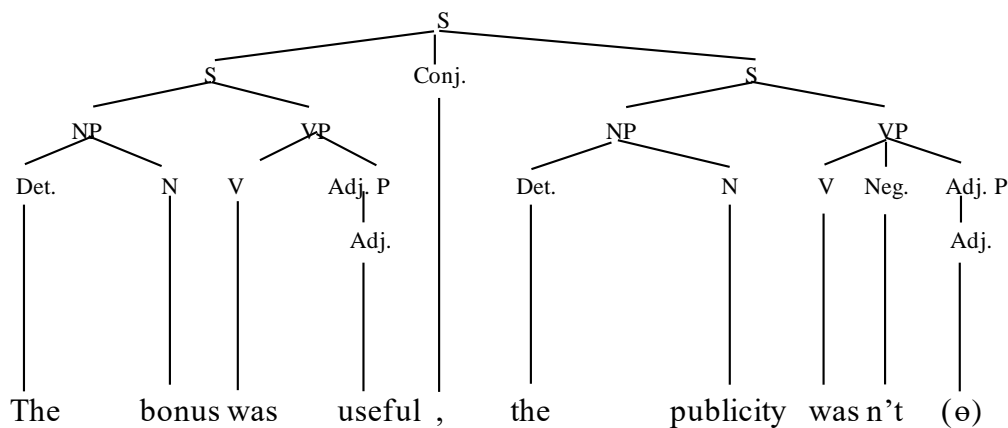 S
S Conj. S
NP VP NP VP
Det. N V Adj. P Det. N V Neg. Adj. P
Adj. Adj.
The bonus was useful , the publicity was n’t (ɵ)